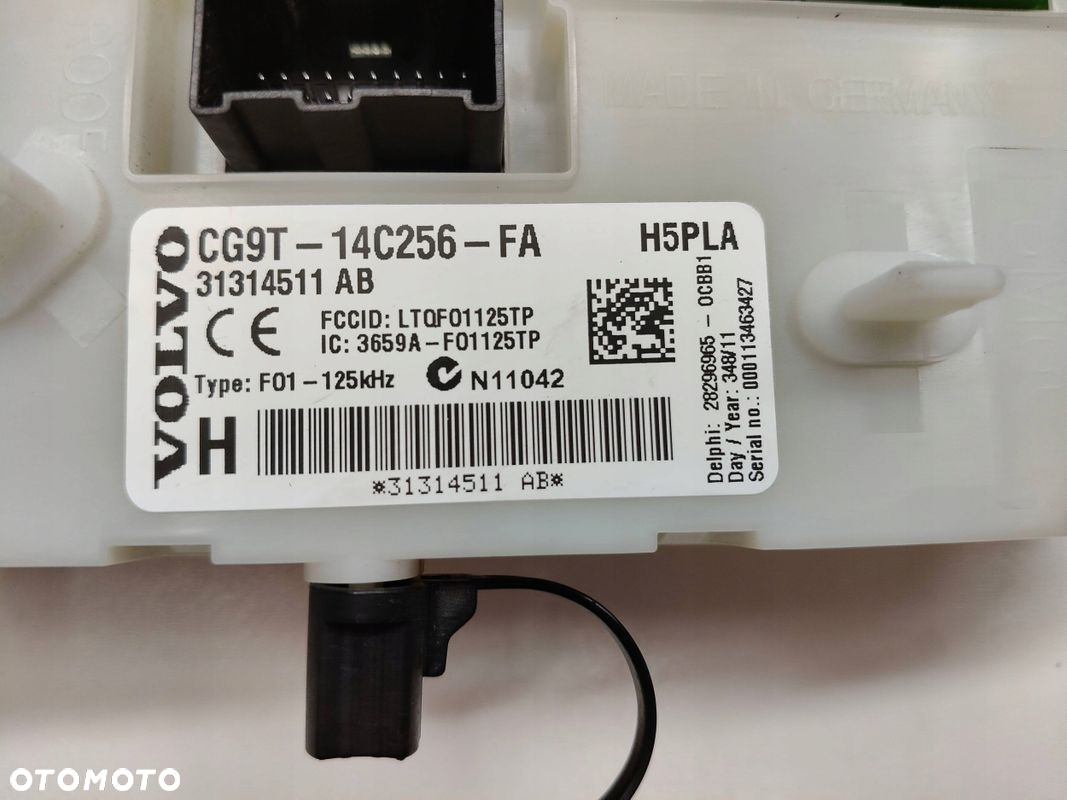 MADE IN GERMANY
VOLVO
CG9T-14C256-FA
H5PLA
31314511 AB
CE
FCCID: LTQFO1125TP
IC: 3659A-FO1125TP
Type: FO1-125kHz
N11042
H
*31314511 AB*
Delphi: 28296965 - 0CBB1
Day / Year: 348/11
Serial no.: 000113463427
OTOMOTO